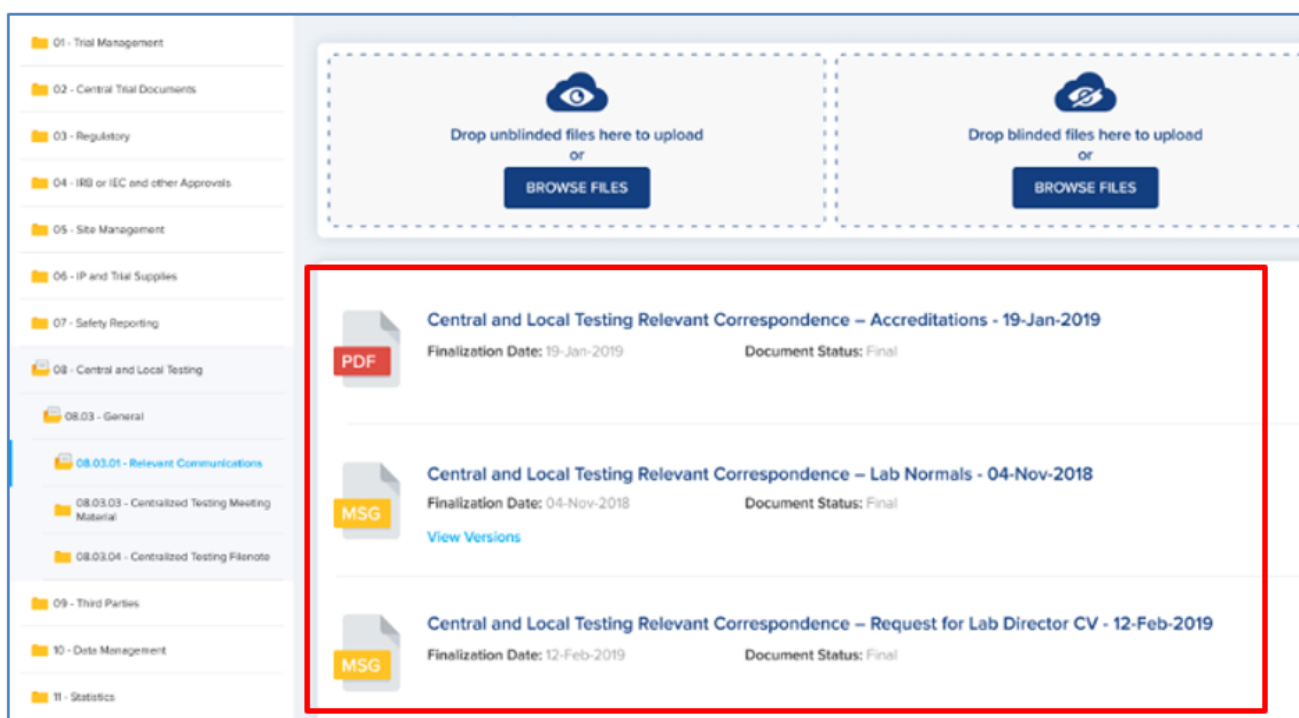 01 - Trial Management
02 - Central Trial Documents
03 - Regulatory
04 - IRB or IEC and other Approvals
05 - Site Management
06 - IP and Trial Supplies
07 - Safety Reporting
08 - Central and Local Testing
08.03 - General
08.03.01 - Relevant Communications
08.03.03 - Centralized Testing Meeting
Material
08.03.04 - Centralized Testing Filenote
09 - Third Parties
10 - Data Management
11 - Statistics
Drop unblinded files here to upload
or
BROWSE FILES
Drop blinded files here to upload
or
BROWSE FILES
PDF
Central and Local Testing Relevant Correspondence – Accreditations - 19-Jan-2019
Finalization Date: 19-Jan-2019 Document Status: Final
MSG
Central and Local Testing Relevant Correspondence – Lab Normals - 04-Nov-2018
Finalization Date: 04-Nov-2018 Document Status: Final
View Versions
MSG
Central and Local Testing Relevant Correspondence – Request for Lab Director CV - 12-Feb-2019
Finalization Date: 12-Feb-2019 Document Status: Final